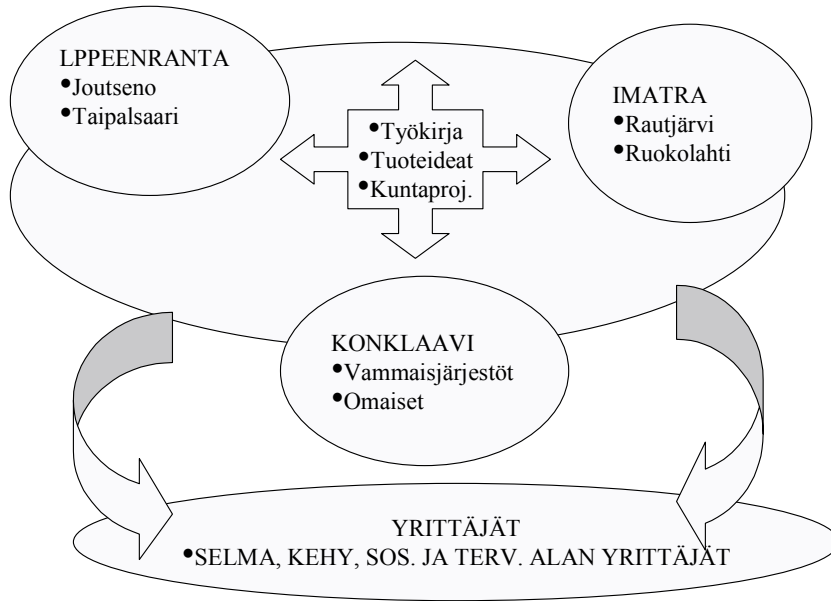 LPPEENRANTA
•Joutseno
•Taipalsaari
IMATRA
•Rautjärvi
•Ruokolahti
•Työkirja
•Tuoteideat
•Kuntaproj.
KONKLAAVI
•Vammaisjärjestöt
•Omaiset
YRITTÄJÄT
•SELMA, KEHY, SOS. JA TERV. ALAN YRITTÄJÄT